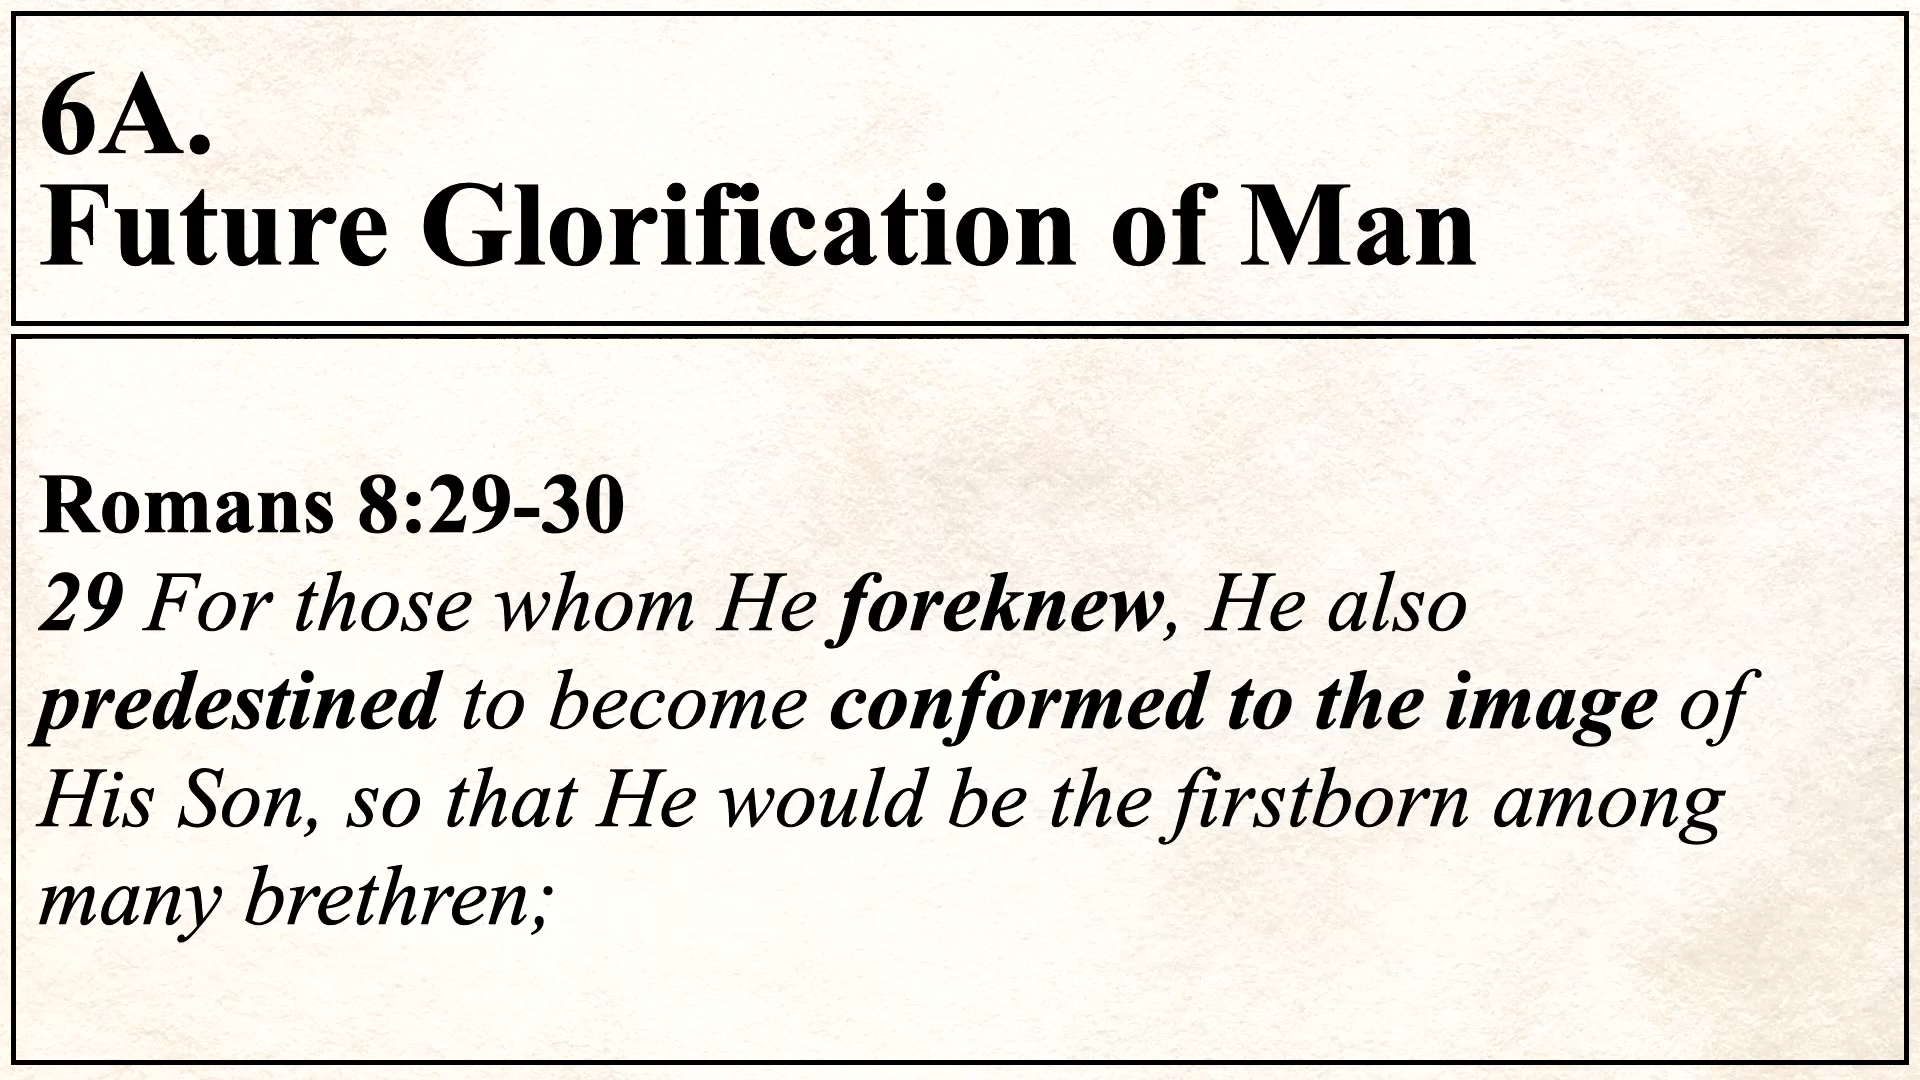 6A.
Future Glorification of Man
Romans 8:29-30
29 For those whom He foreknew, He also
predestined to become conformed to the image of
His Son, so that He would be the firstborn among
many brethren;